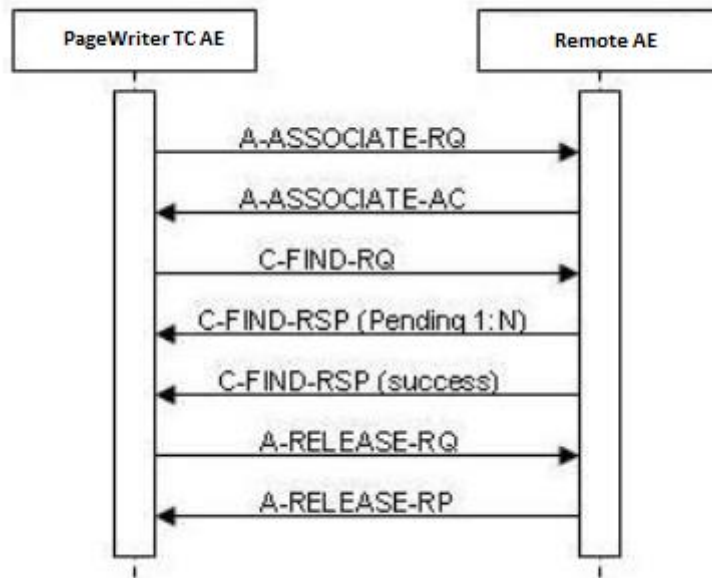 PageWriter TC AE
Remote AE
A-ASSOCIATE-RQ
A-ASSOCIATE-AC
C-FIND-RQ
C-FIND-RSP (Pending 1:N)
C-FIND-RSP (success)
A-RELEASE-RQ
A-RELEASE-RP